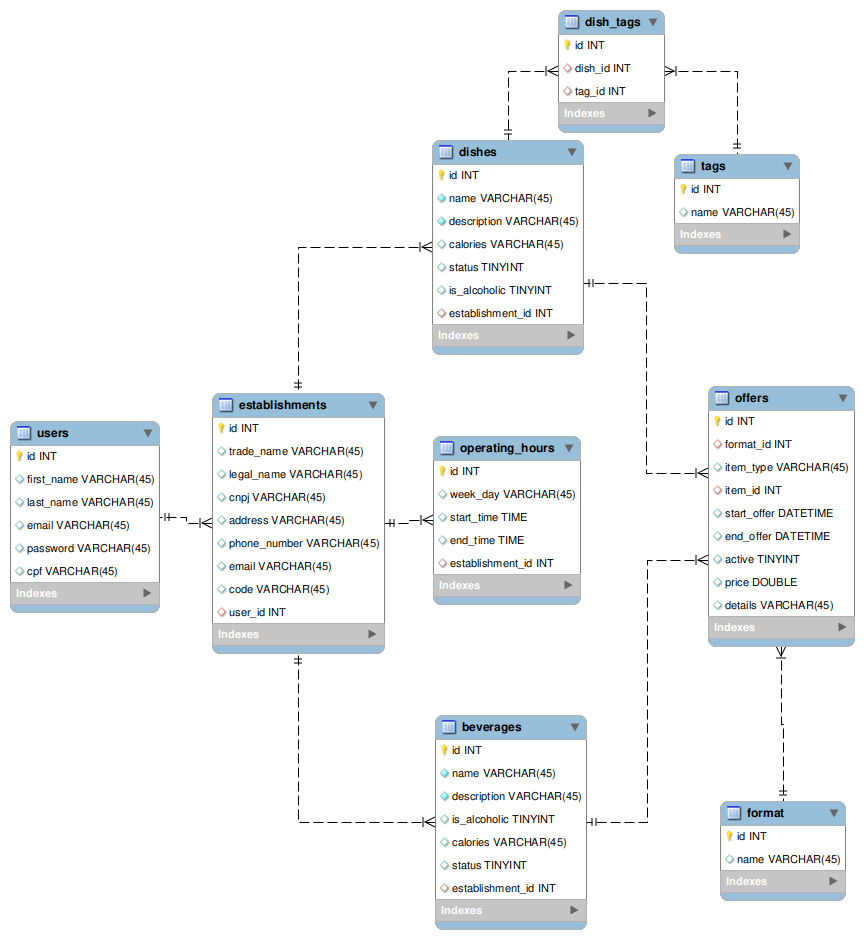 dish_tags
id INT
dish_id INT
tag_id INT
Indexes
dishes
id INT
name VARCHAR(45)
description VARCHAR(45)
calories VARCHAR(45)
status TINYINT
is_alcoholic TINYINT
establishment_id INT
Indexes
tags
id INT
name VARCHAR(45)
Indexes
users
id INT
first_name VARCHAR(45)
last_name VARCHAR(45)
email VARCHAR(45)
password VARCHAR(45)
cpf VARCHAR(45)
Indexes
establishments
id INT
trade_name VARCHAR(45)
legal_name VARCHAR(45)
cnpj VARCHAR(45)
address VARCHAR(45)
phone_number VARCHAR(45)
email VARCHAR(45)
code VARCHAR(45)
user_id INT
Indexes
operating_hours
id INT
week_day VARCHAR(45)
start_time TIME
end_time TIME
establishment_id INT
Indexes
offers
id INT
format_id INT
item_type VARCHAR(45)
item_id INT
start_offer DATETIME
end_offer DATETIME
active TINYINT
price DOUBLE
details VARCHAR(45)
Indexes
beverages
id INT
name VARCHAR(45)
description VARCHAR(45)
is_alcoholic TINYINT
calories VARCHAR(45)
status TINYINT
establishment_id INT
Indexes
format
id INT
name VARCHAR(45)
Indexes